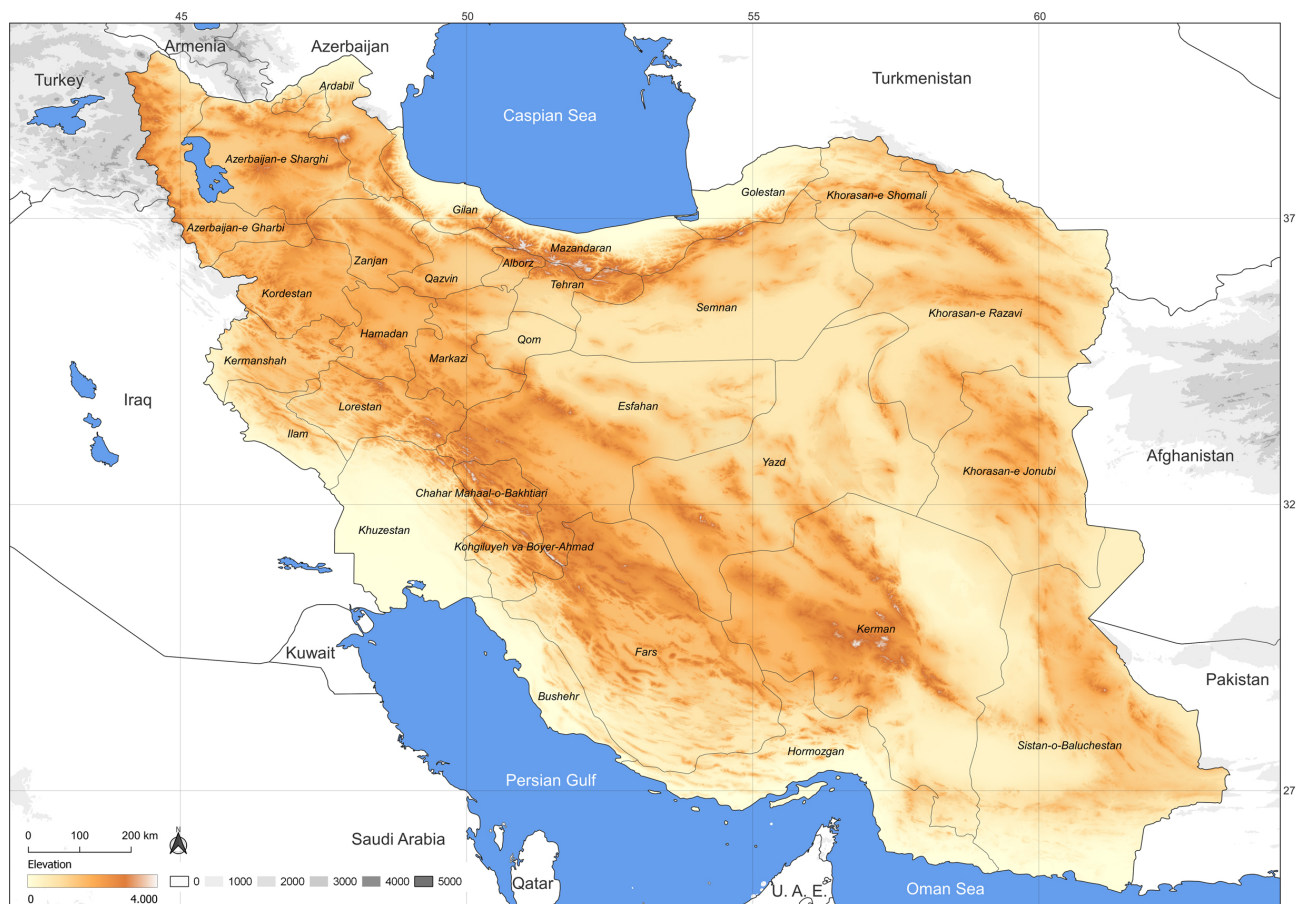 45 50 55 60
Armenia Azerbaijan
Turkey Turkmenistan
Ardabil
Caspian Sea
Azerbaijan-e Sharghi
Golestan Khorasan-e Shomali
Gilan 37
Azerbaijan-e Gharbi
Mazandaran
Zanjan Alborz
Qazvin Tehran
Kordestan
Semnan
Khorasan-e Razavi
Hamadan Qom
Kermanshah Markazi
Iraq Lorestan Esfahan
Ilam
Afghanistan
Yazd
Khorasan-e Jonubi
Chahar Mahaal-o-Bakhtiari
32
Khuzestan
Kohgiluyeh va Boyer-Ahmad
Kerman
Kuwait Fars
Pakistan
Bushehr
Sistan-o-Baluchestan
Hormozgan
Persian Gulf
27
0 100 200 km
N
Saudi Arabia
Elevation
0 1000 2000 3000 4000 5000
Qatar U. A. E. Oman Sea
0 4.000